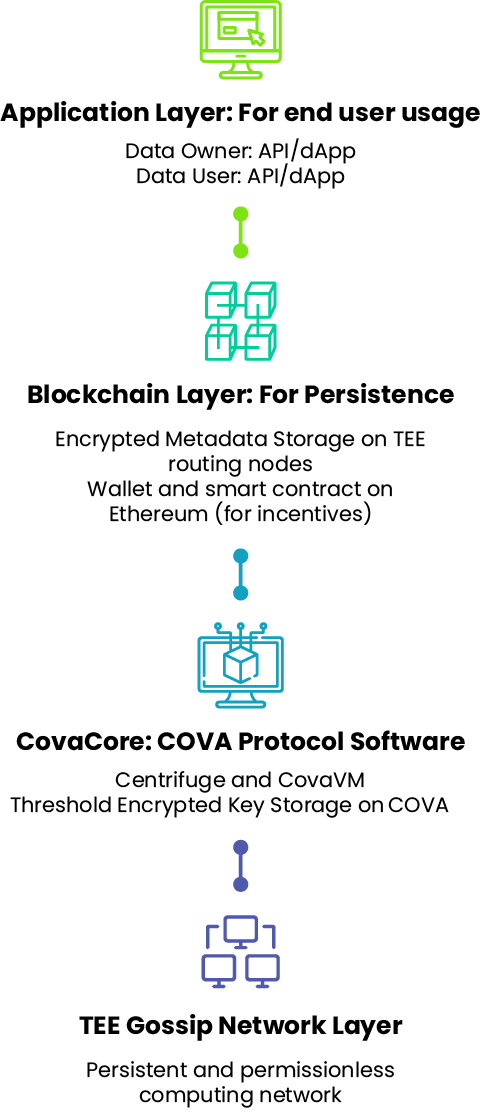 Application Layer: For end user usage
Data Owner: API/dApp
Data User: API/dApp
Blockchain Layer: For Persistence
Encrypted Metadata Storage on TEE
routing nodes
Wallet and smart contract on
Ethereum (for incentives)
CovaCore: COVA Protocol Software
Centrifuge and CovaVM
Threshold Encrypted Key Storage on COVA
TEE Gossip Network Layer
Persistent and permissionless
computing network